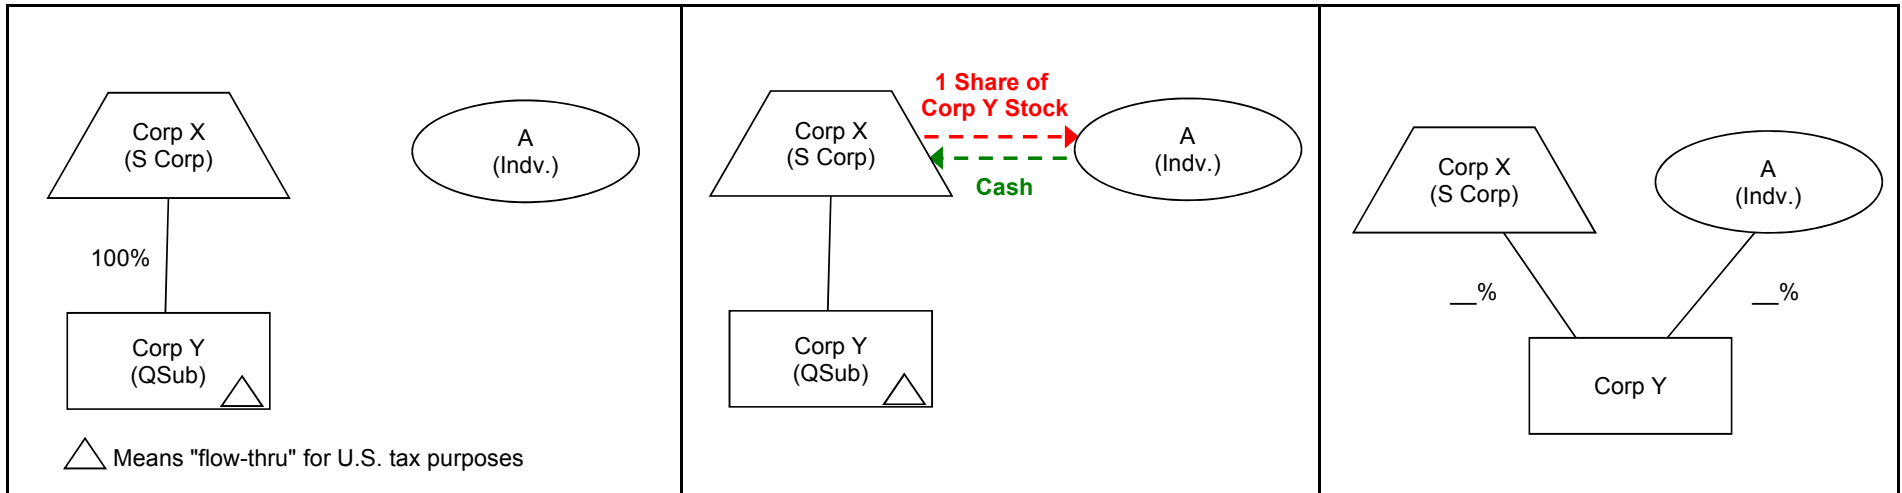 Corp X
(S Corp)
A
(Indv.)
100%
Corp Y
(QSub)
Means "flow-thru" for U.S. tax purposes
1 Share of
Corp Y Stock
Corp X
(S Corp)
A
(Indv.)
Cash
Corp Y
(QSub)
Corp X
(S Corp)
A
(Indv.)
__%
__%
Corp Y